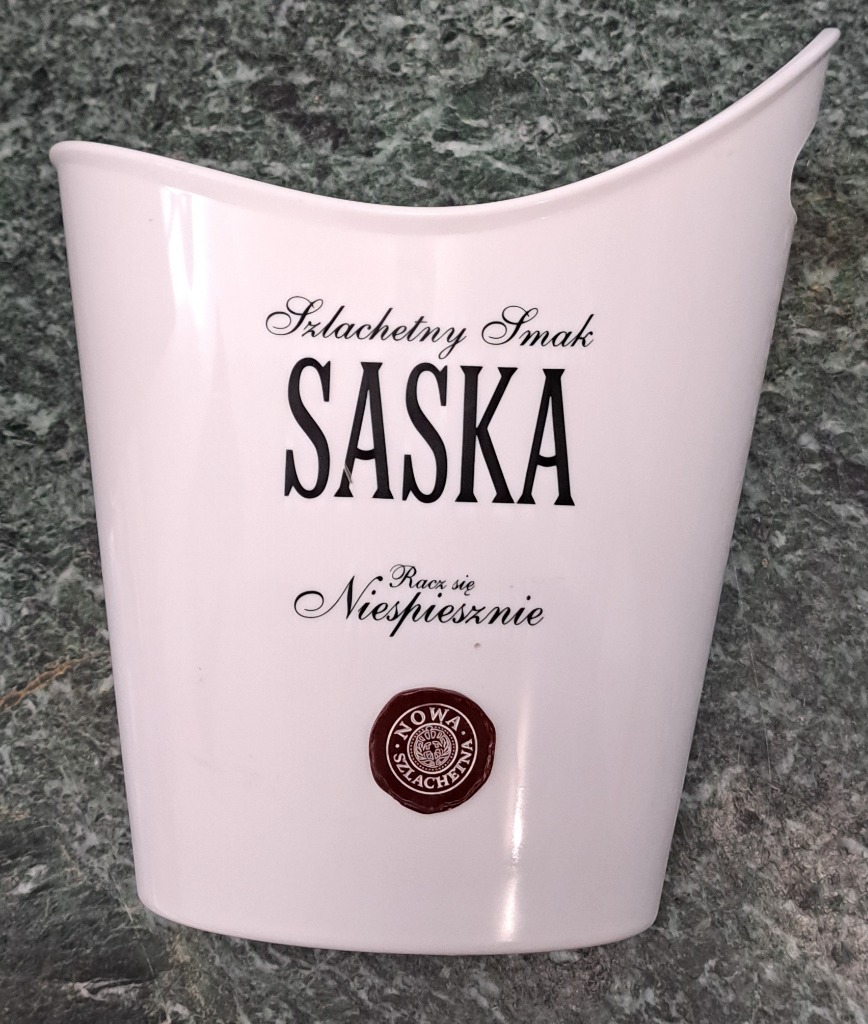 Szlachetny Smak
SASKA
Racz się
Niespiesznie
NOWA
SZLACHETNA